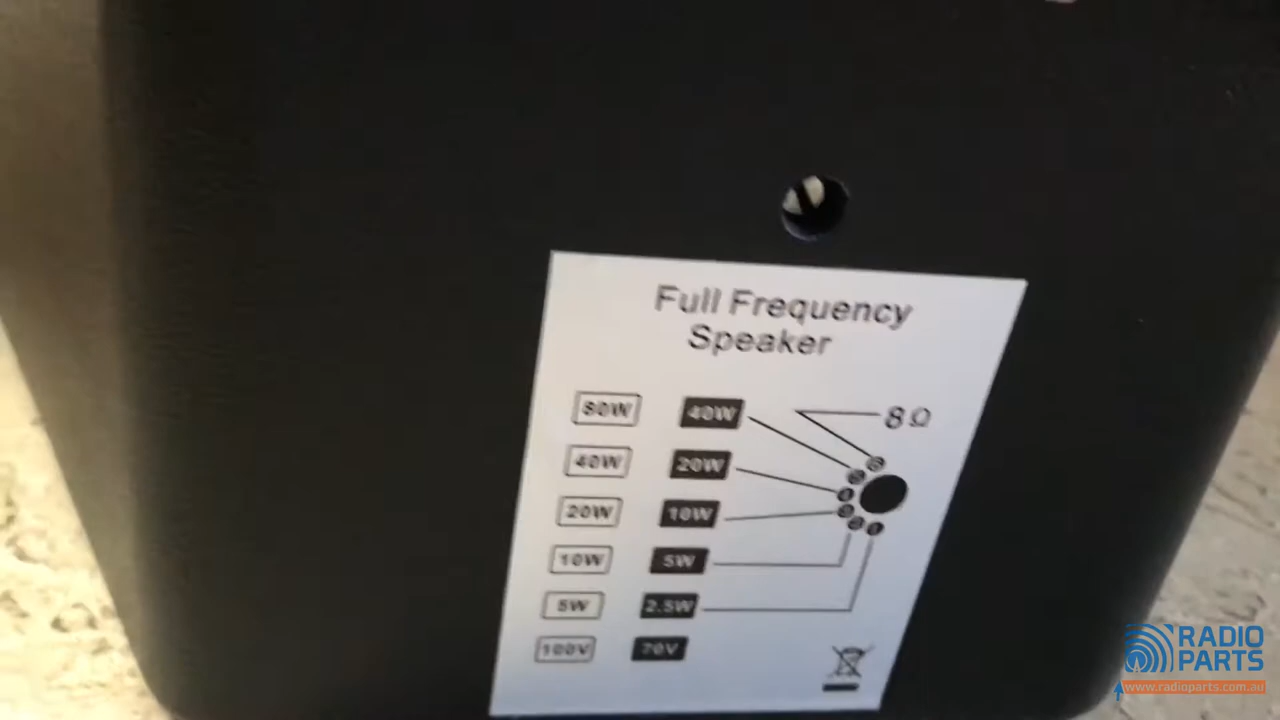 Full Frequency
Speaker
80W 40W 8Ω
40W 20W
20W 10W
10W 5W
5W 2.5W
100V 70V
RADIO
PARTS
www.radioparts.com.au